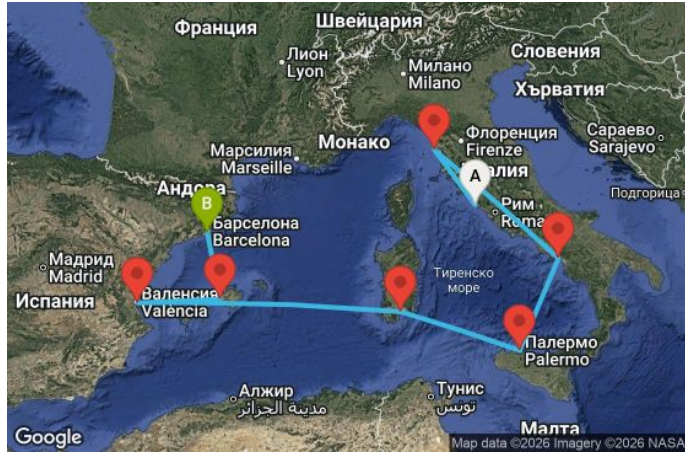 Франция
Швейцария
Лион
Lyon
Милано
Milano
Словения
Хърватия
Монако
Флоренция
Firenze
Сараево
Sarajevo
Марсилия
Marseille
Андора
A
B
Подгорица
Рим
Барселона
Barcelona
Мадрид
Madrid
Тиренско
море
Испания
Валенсия
València
Палермо
Palermo
Алжир
مدينة الجزائر
Тунис
تونس
Малта
Google
Map data ©2026 Imagery ©2026 NASA